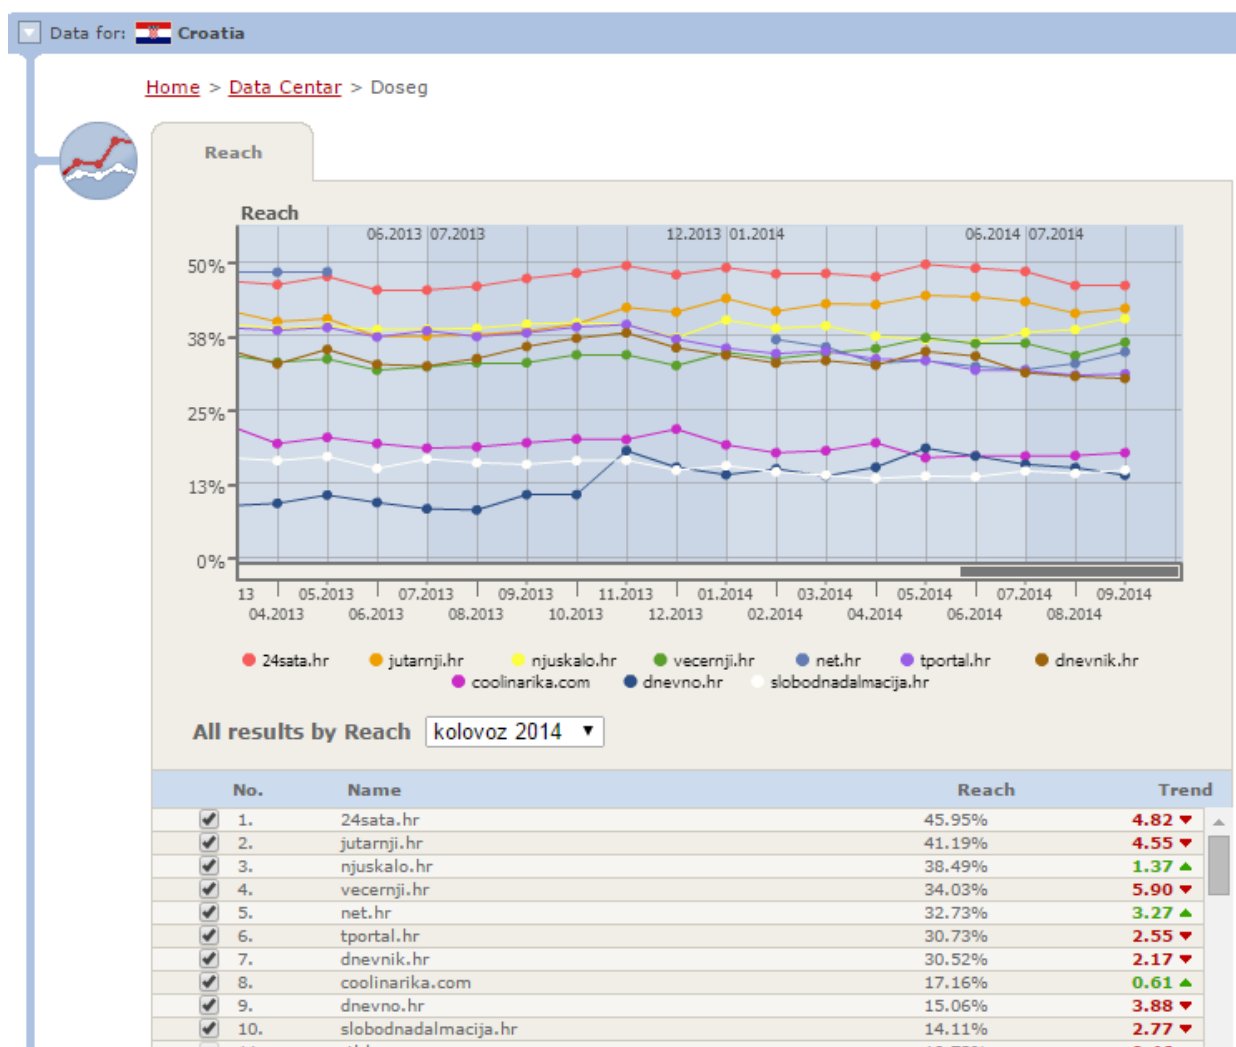 Data for: Croatia
Home > Data Centar > Doseg
Reach
Reach
06.2013 07.2013 12.2013 01.2014 06.2014 07.2014
50%
38%
25%
13%
0%
13 05.2013 07.2013 09.2013 11.2013 01.2014 03.2014 05.2014 07.2014 09.2014
04.2013 06.2013 08.2013 10.2013 12.2013 02.2014 04.2014 06.2014 08.2014
24sata.hr jutarnji.hr njuskalo.hr vecernji.hr net.hr tportal.hr dnevnik.hr
coolinarika.com dnevno.hr slobodnadalmacija.hr
All results by Reach kolovoz 2014
No. Name Reach Trend
1. 24sata.hr 45.95% 4.82
2. jutarnji.hr 41.19% 4.55
3. njuskalo.hr 38.49% 1.37
4. vecernji.hr 34.03% 5.90
5. net.hr 32.73% 3.27
6. tportal.hr 30.73% 2.55
7. dnevnik.hr 30.52% 2.17
8. coolinarika.com 17.16% 0.61
9. dnevno.hr 15.06% 3.88
10. slobodnadalmacija.hr 14.11% 2.77